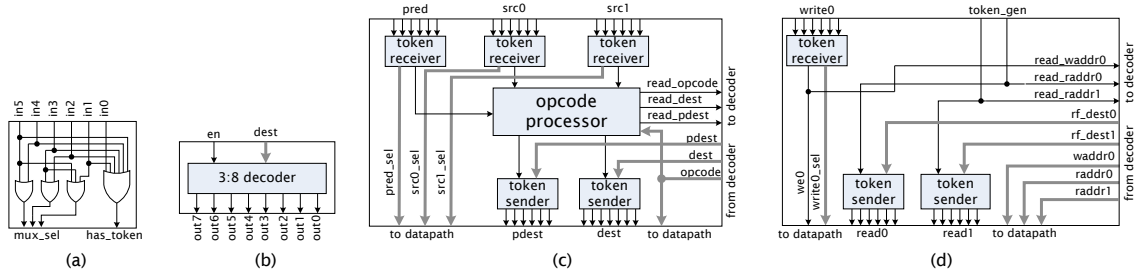 in5
in4
in3
in2
in1
in0
mux_sel
has_token
(a)
en
dest
3:8 decoder
out7
out6
out5
out4
out3
out2
out1
out0
(b)
pred
src0
src1
token
receiver
token
receiver
token
receiver
opcode
processor
read_opcode
read_dest
read_pdest
to decoder
pred_sel
src0_sel
src1_sel
pdest
dest
opcode
from decoder
token
sender
token
sender
to datapath
pdest
dest
to datapath
(c)
write0
token_gen
token
receiver
read_waddr0
read_raddr0
read_raddr1
to decoder
rf_dest0
rf_dest1
waddr0
raddr0
raddr1
from decoder
we0
write0_sel
token
sender
token
sender
to datapath
read0
read1
to datapath
(d)